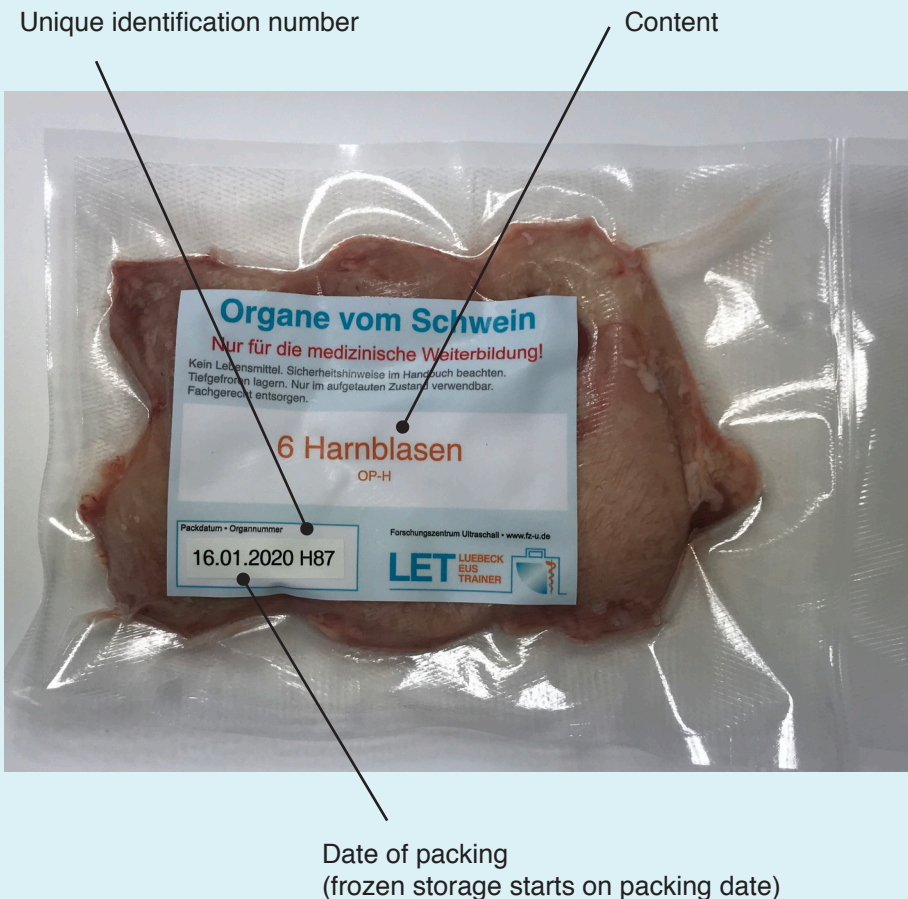 Unique identification number
Content
Organe vom Schwein
Nur für die medizinische Weiterbildung!
Kein Lebensmittel. Sicherheitshinweise im Handbuch beachten.
Tiefgefroren lagern. Nur im aufgetauten Zustand verwendbar.
Fachgerecht entsorgen.
6 Harnblasen
OP-H
Packdatum • Organnummer
16.01.2020 H87
Forschungszentrum Ultraschall • www.fz-u.de
LET
LUEBECK
EUS
TRAINER
Date of packing
(frozen storage starts on packing date)